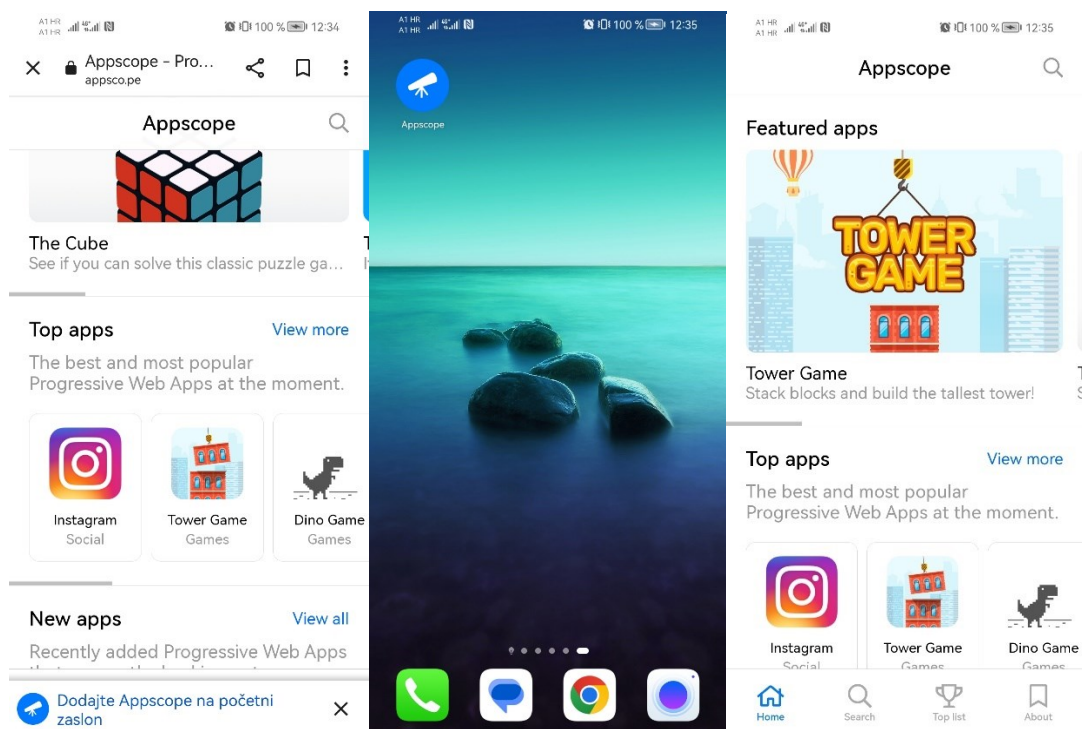 A1 HR
A1 HR
100 % 12:34
Appscope – Pro...
appsco.pe
Appscope
The Cube
See if you can solve this classic puzzle ga...
Top apps View more
The best and most popular
Progressive Web Apps at the moment.
Instagram
Social
Tower Game
Games
Dino Game
Games
New apps View all
Recently added Progressive Web Apps
Dodajte Appscope na početni
zaslon
A1 HR
A1 HR
100 % 12:35
Appscope
A1 HR
A1 HR
100 % 12:35
Appscope
Featured apps
TOWER
GAME
Tower Game
Stack blocks and build the tallest tower!
Top apps View more
The best and most popular
Progressive Web Apps at the moment.
Instagram
Social
Tower Game
Games
Dino Game
Games
Home
Search
Top list
About